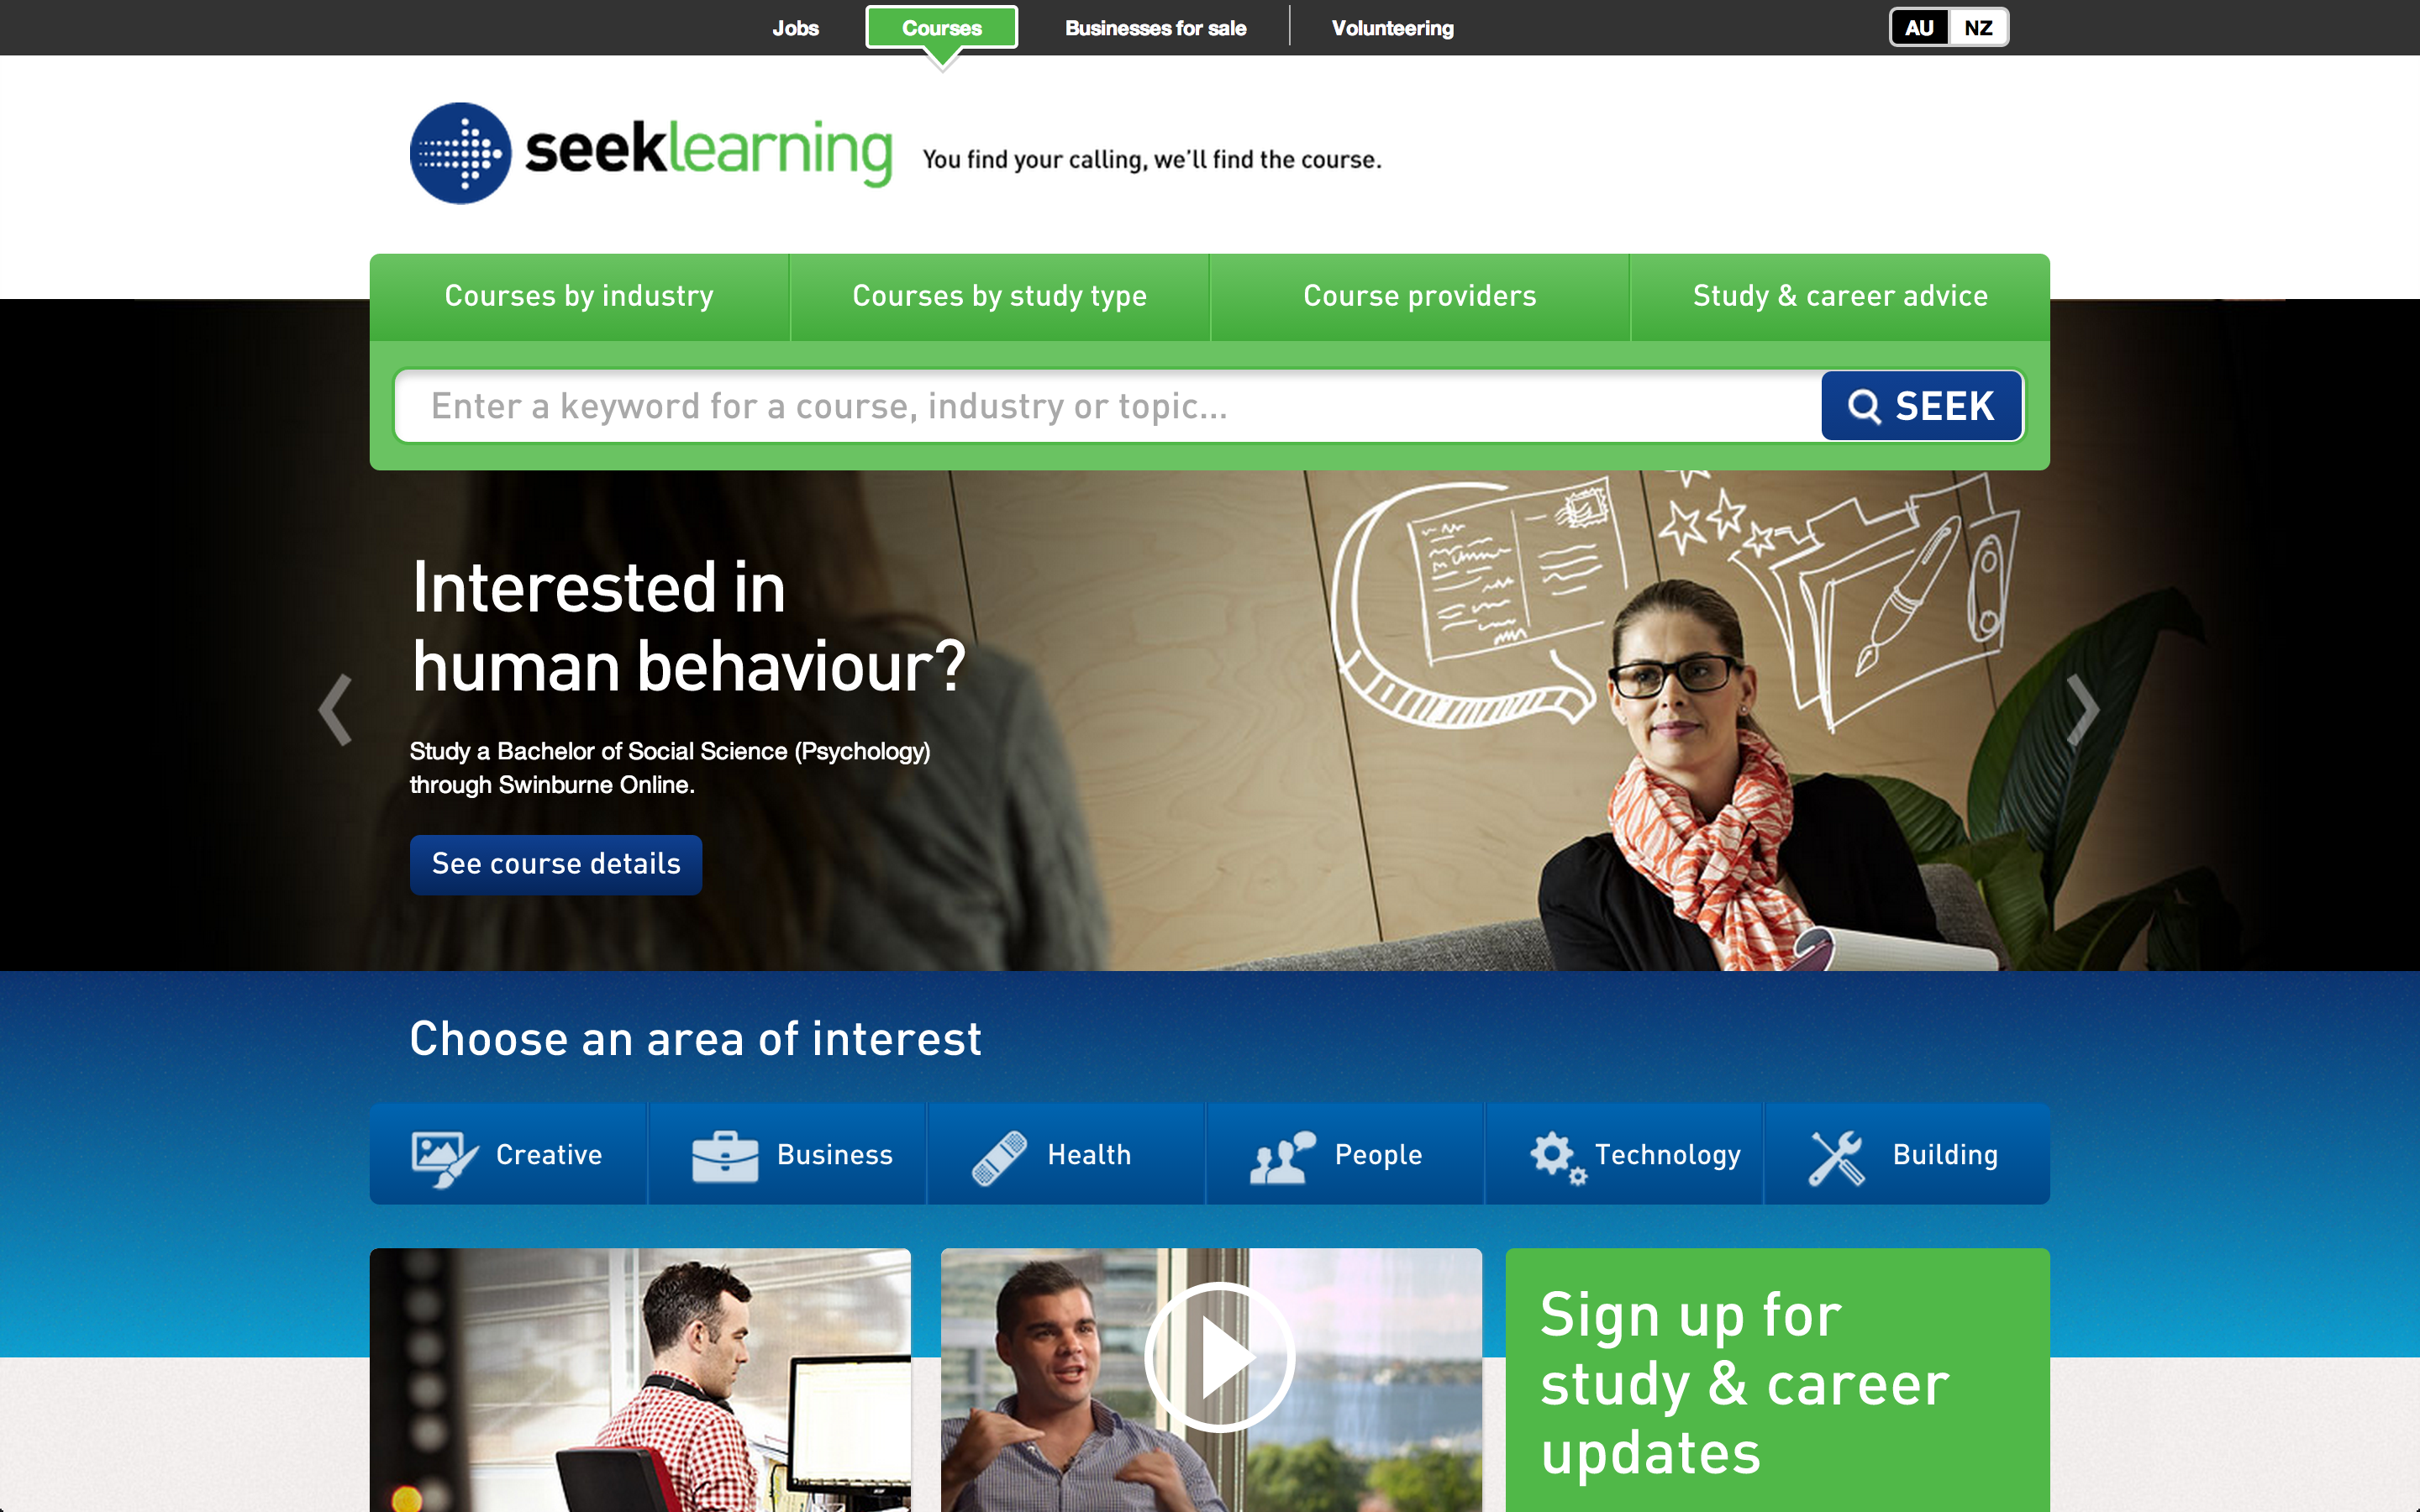 Jobs
Courses
Businesses for sale
Volunteering
AU
NZ
seeklearning
You find your calling, we'll find the course.
Courses by industry
Courses by study type
Course providers
Study & career advice
Enter a keyword for a course, industry or topic...
SEEK
Interested in
human behaviour?
Study a Bachelor of Social Science (Psychology)
through Swinburne Online.
See course details
Choose an area of interest
Creative
Business
Health
People
Technology
Building
Sign up for
study & career
updates